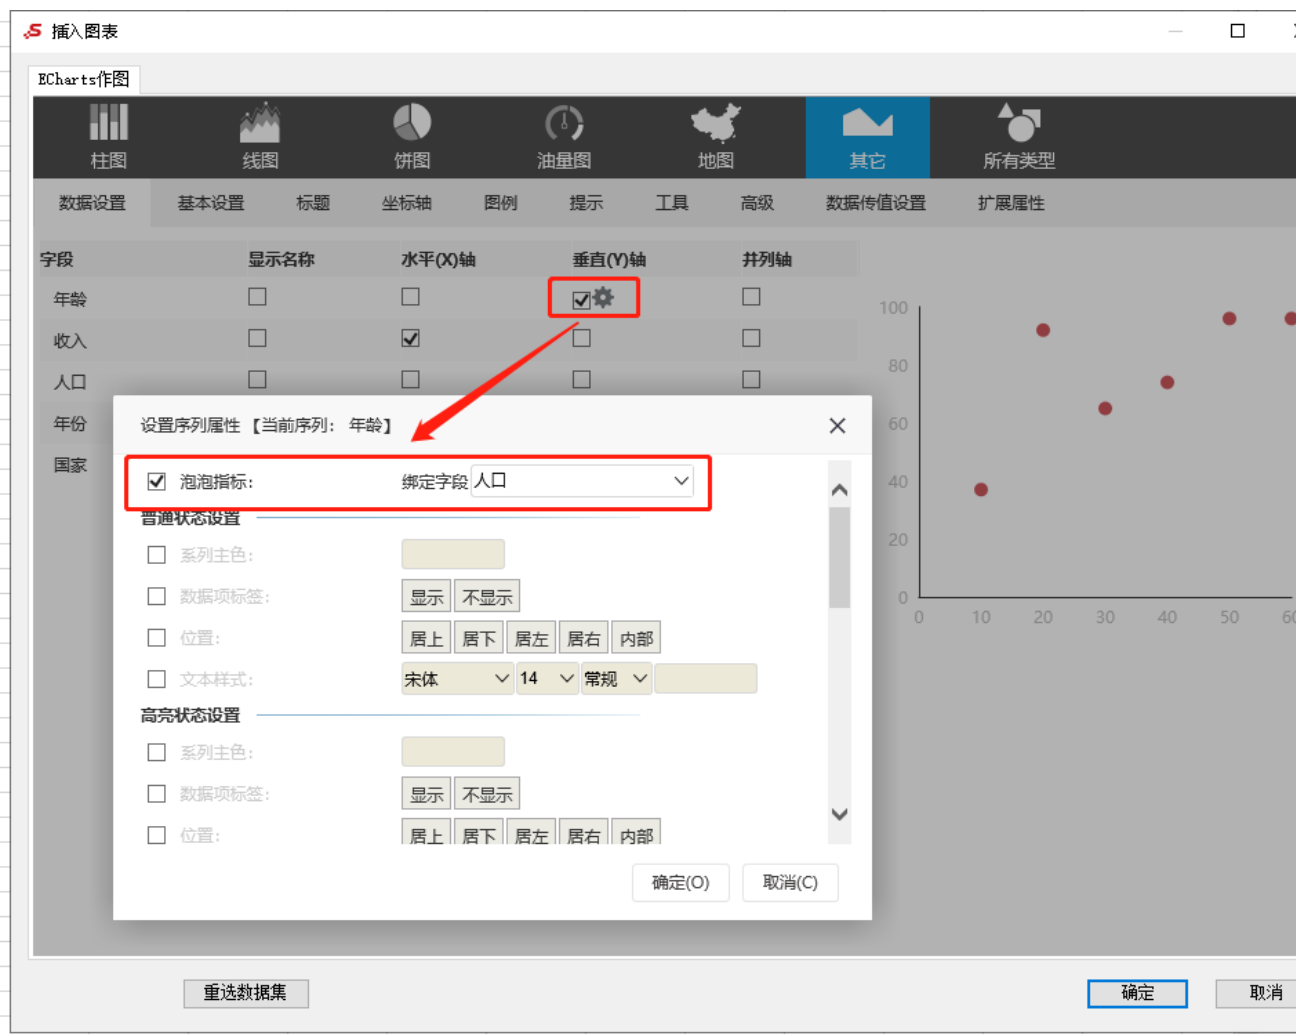 插入图表
ECharts作图
柱图 线图 饼图 油量图 地图 其它 所有类型
数据设置 基本设置 标题 坐标轴 图例 提示 工具 高级 数据传值设置 扩展属性
字段 显示名称 水平(X)轴 垂直(Y)轴 并列轴
年龄
收入
人口
年份
国家
100
80
60
40
20
0
0 10 20 30 40 50 60
设置序列属性 【当前序列： 年龄】
泡泡指标: 绑定字段 人口
普通状态设置
系列主色:
数据项标签: 显示 不显示
位置: 居上 居下 居左 居右 内部
文本样式: 宋体 14 常规
高亮状态设置
系列主色:
数据项标签: 显示 不显示
位置: 居上 居下 居左 居右 内部
确定(O) 取消(C)
重选数据集 确定 取消